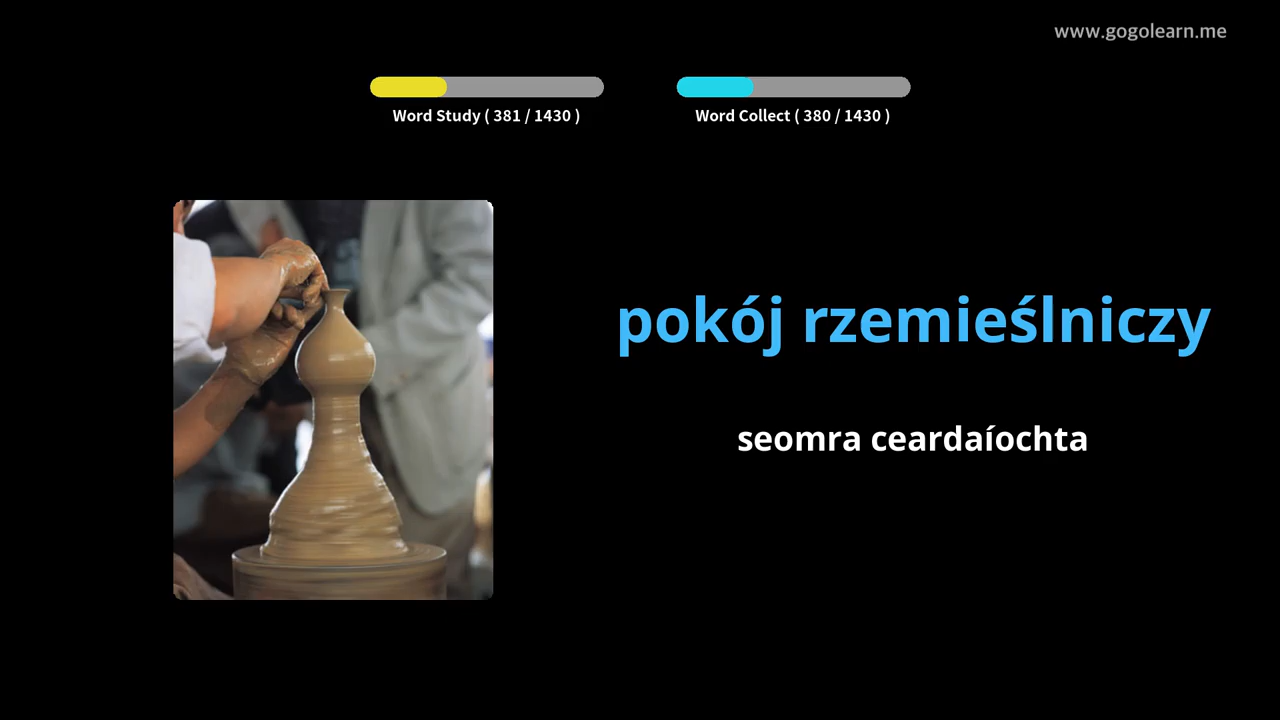 www.gogolearn.me
Word Study ( 381 / 1430 )
Word Collect ( 380 / 1430 )
pokój rzemieślniczy
seomra ceardaíochta